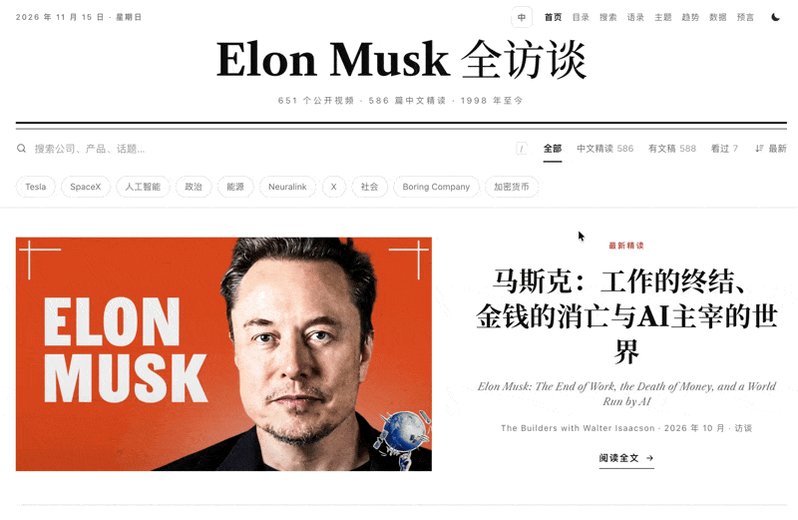 2026 年 11 月 15 日 · 星期日
中 首页 目录 搜索 语录 主题 趋势 数据 预言
Elon Musk 全访谈
651 个公开视频 · 586 篇中文精读 · 1998 年至今
搜索公司、产品、话题...
/ 全部 中文精读 586 有文稿 588 看过 7 最新
Tesla SpaceX 人工智能 政治 能源 Neuralink X 社会 Boring Company 加密货币
ELON
MUSK
最新精读
马斯克：工作的终结、
金钱的消亡与AI主宰的世
界
Elon Musk: The End of Work, the Death of Money, and a World
Run by AI
The Builders with Walter Isaacson · 2026 年 10 月 · 访谈
阅读全文 →